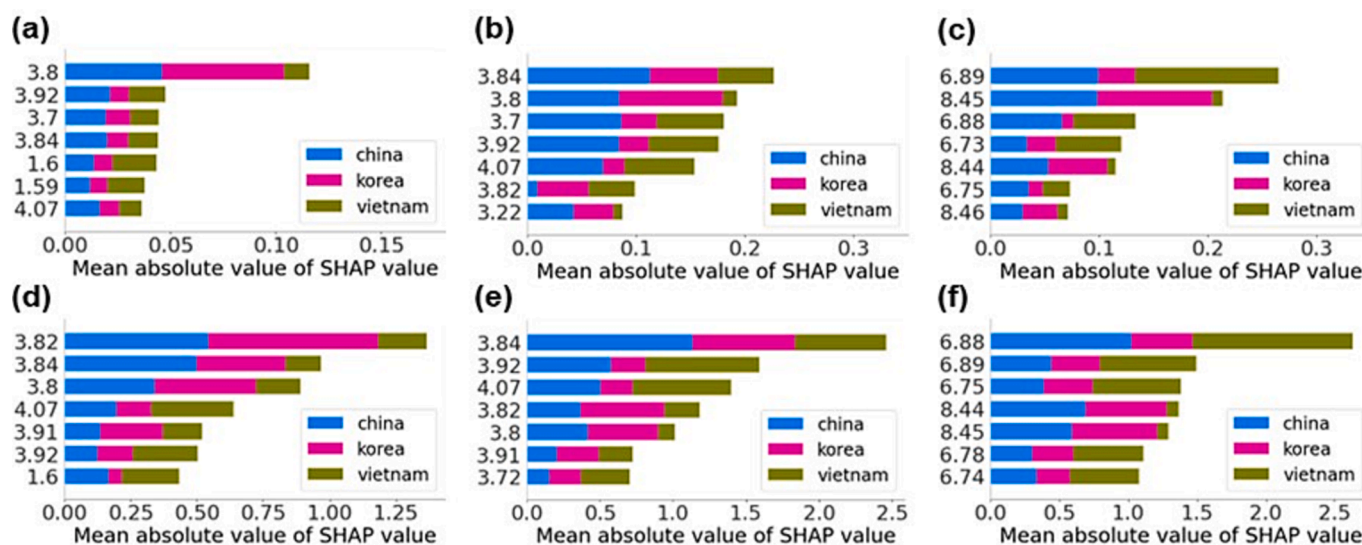 (a)
3.8
3.92
3.7
3.84
1.6
1.59
4.07
china
korea
vietnam
0.00 0.05 0.10 0.15
Mean absolute value of SHAP value
(b)
3.84
3.8
3.7
3.92
4.07
3.82
3.22
china
korea
vietnam
0.0 0.1 0.2 0.3
Mean absolute value of SHAP value
(c)
6.89
8.45
6.88
6.73
8.44
6.75
8.46
china
korea
vietnam
0.0 0.1 0.2 0.3
Mean absolute value of SHAP value
(d)
3.82
3.84
3.8
4.07
3.91
3.92
1.6
china
korea
vietnam
0.00 0.25 0.50 0.75 1.00 1.25
Mean absolute value of SHAP value
(e)
3.84
3.92
4.07
3.82
3.8
3.91
3.72
china
korea
vietnam
0.0 0.5 1.0 1.5 2.0 2.5
Mean absolute value of SHAP value
(f)
6.88
6.89
6.75
8.44
8.45
6.78
6.74
china
korea
vietnam
0.0 0.5 1.0 1.5 2.0 2.5
Mean absolute value of SHAP value